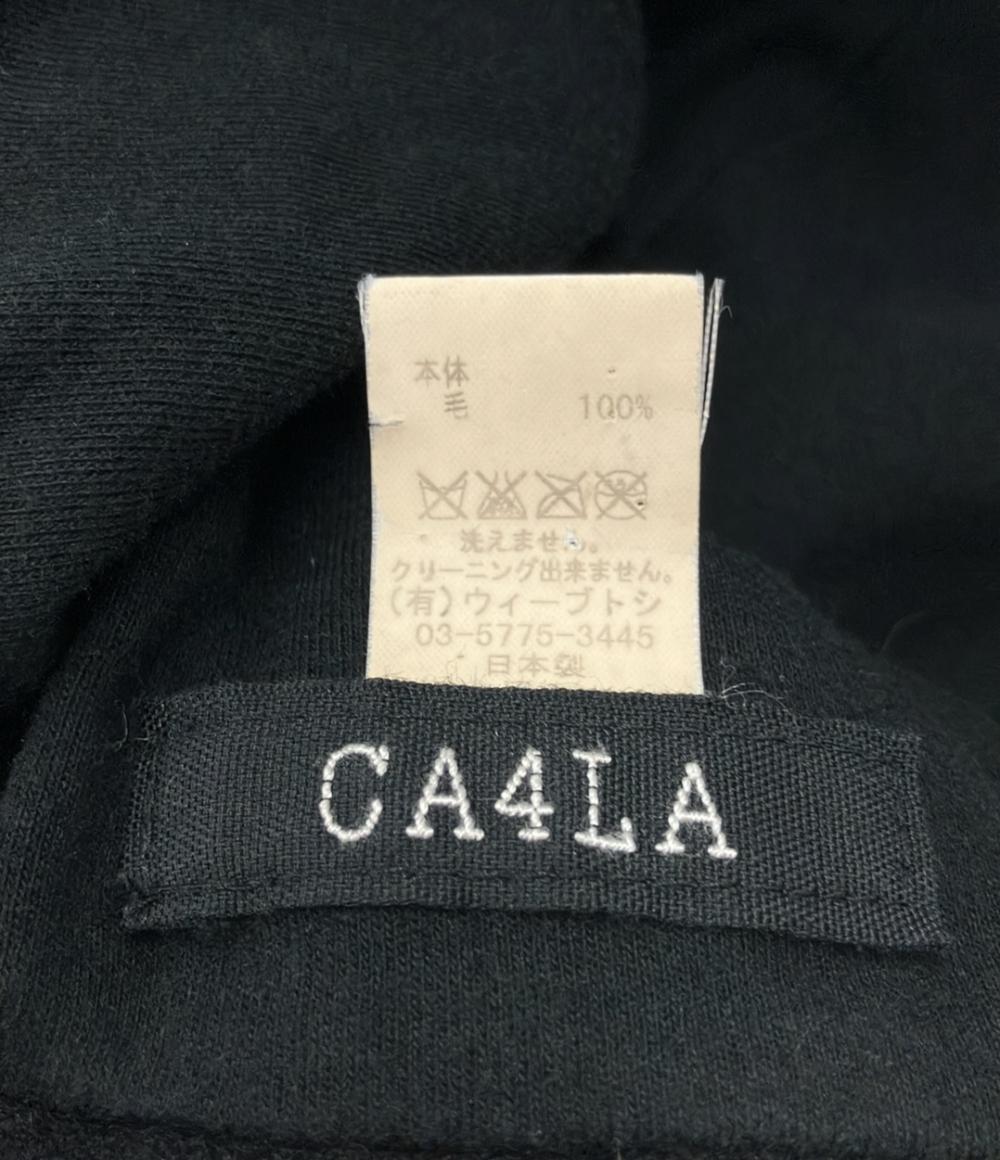 本体
毛 100%
洗えません。
クリーニング出来ません。
(有)ウィーブトシ
03-5775-3445
日本製
CA4LA